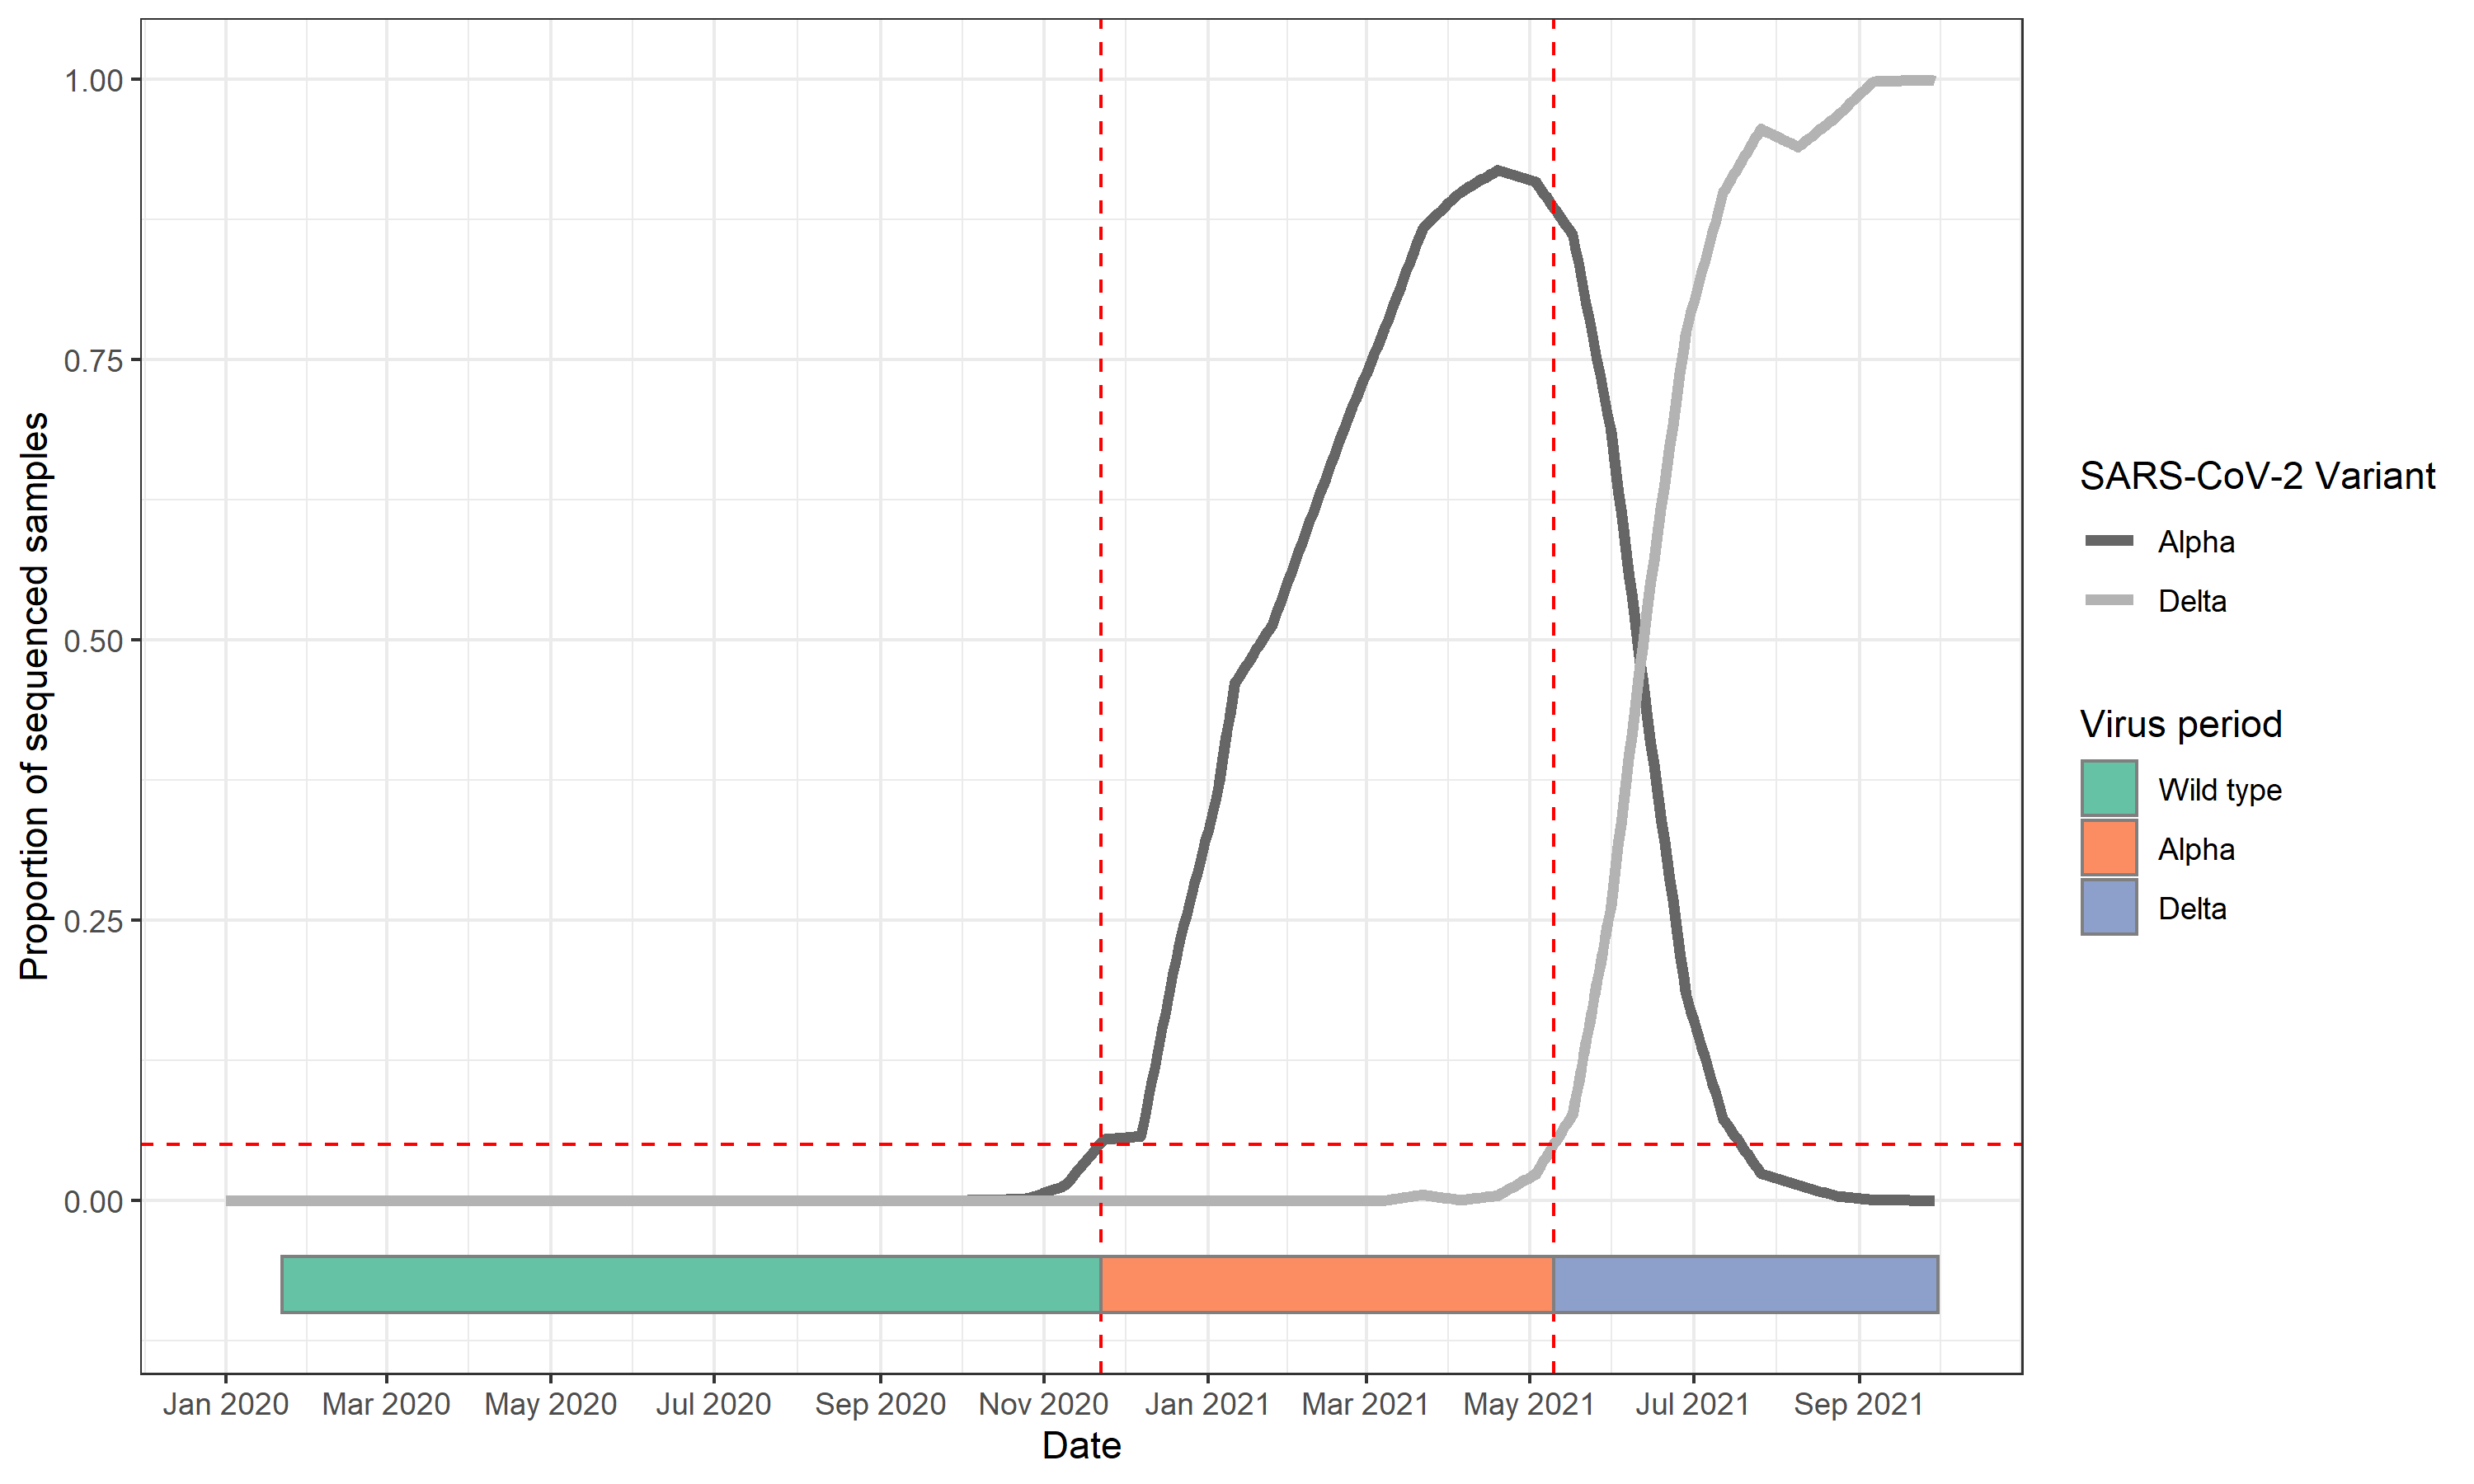 Proportion of sequenced samples
1.00
0.75
0.50
0.25
0.00
Jan 2020 Mar 2020 May 2020 Jul 2020 Sep 2020 Nov 2020 Jan 2021 Mar 2021 May 2021 Jul 2021 Sep 2021
Date
SARS-CoV-2 Variant
Alpha
Delta
Virus period
Wild type
Alpha
Delta